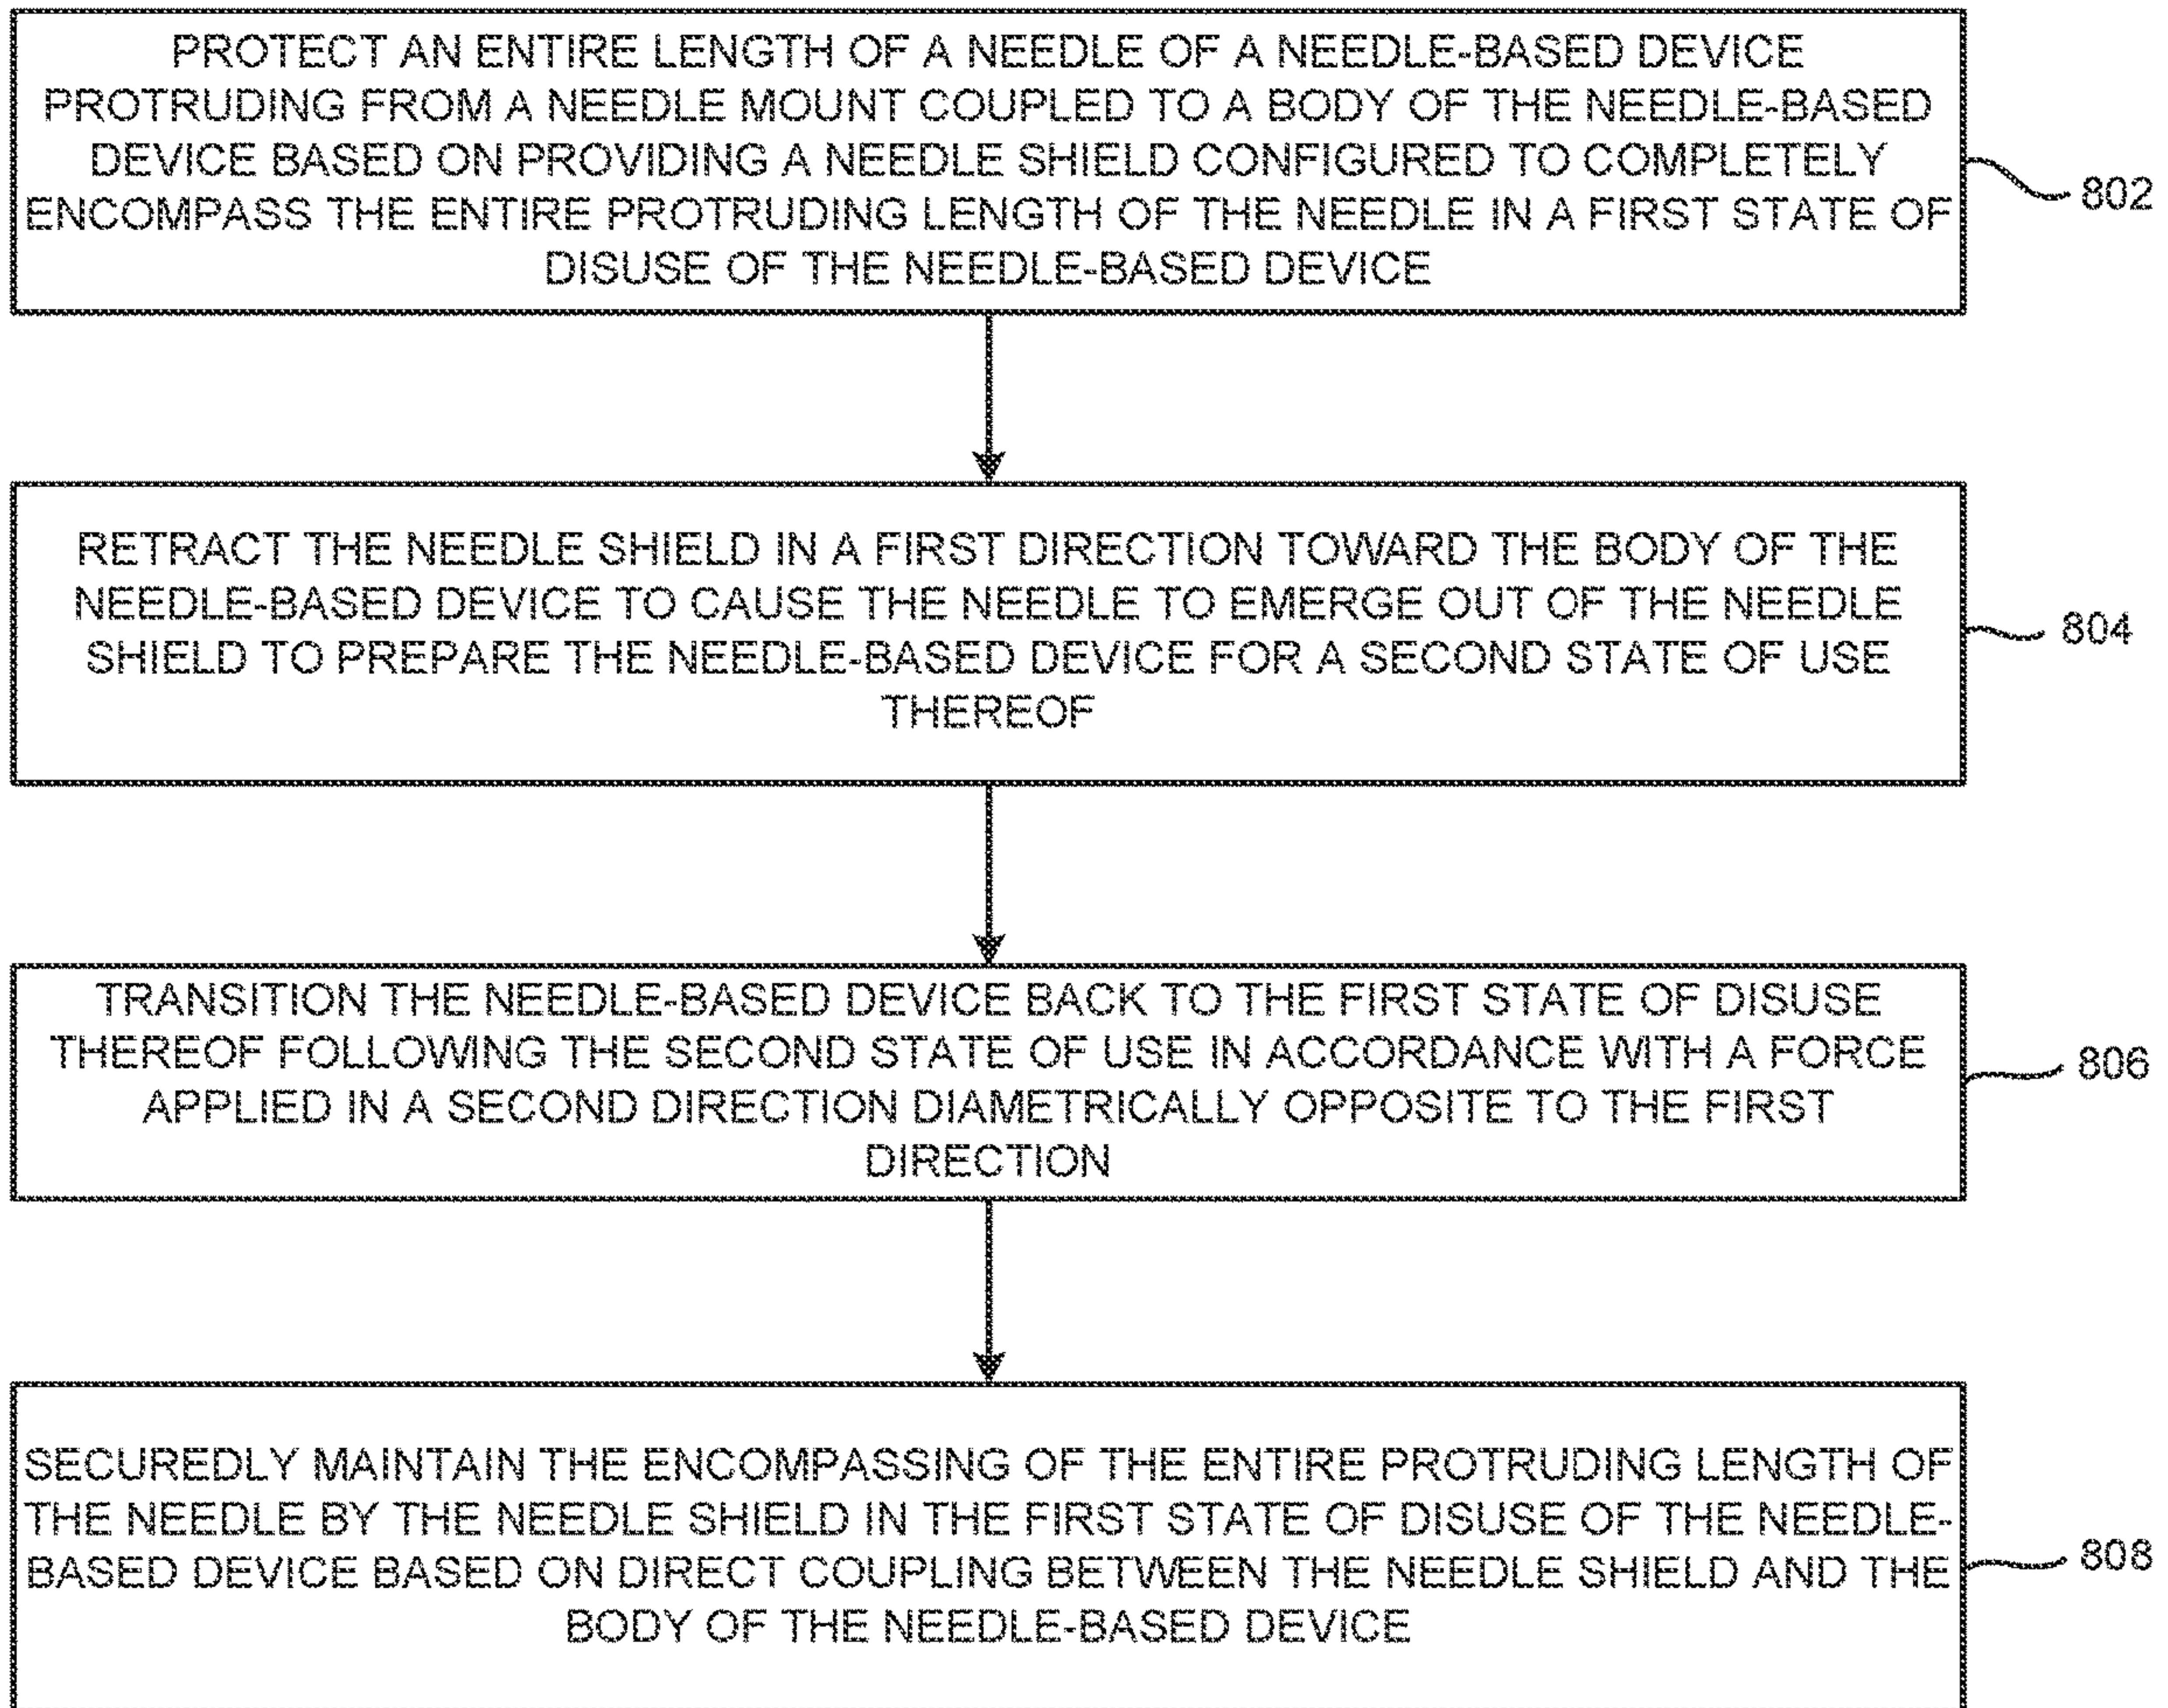 PROTECT AN ENTIRE LENGTH OF A NEEDLE OF A NEEDLE-BASED DEVICE
PROTRUDING FROM A NEEDLE MOUNT COUPLED TO A BODY OF THE NEEDLE-BASED
DEVICE BASED ON PROVIDING A NEEDLE SHIELD CONFIGURED TO COMPLETELY
ENCOMPASS THE ENTIRE PROTRUDING LENGTH OF THE NEEDLE IN A FIRST STATE OF
DISUSE OF THE NEEDLE-BASED DEVICE
802
RETRACT THE NEEDLE SHIELD IN A FIRST DIRECTION TOWARD THE BODY OF THE
NEEDLE-BASED DEVICE TO CAUSE THE NEEDLE TO EMERGE OUT OF THE NEEDLE
SHIELD TO PREPARE THE NEEDLE-BASED DEVICE FOR A SECOND STATE OF USE
THEREOF
804
TRANSITION THE NEEDLE-BASED DEVICE BACK TO THE FIRST STATE OF DISUSE
THEREOF FOLLOWING THE SECOND STATE OF USE IN ACCORDANCE WITH A FORCE
APPLIED IN A SECOND DIRECTION DIAMETRICALLY OPPOSITE TO THE FIRST
DIRECTION
806
SECUREDLY MAINTAIN THE ENCOMPASSING OF THE ENTIRE PROTRUDING LENGTH OF
THE NEEDLE BY THE NEEDLE SHIELD IN THE FIRST STATE OF DISUSE OF THE NEEDLE-
BASED DEVICE BASED ON DIRECT COUPLING BETWEEN THE NEEDLE SHIELD AND THE
BODY OF THE NEEDLE-BASED DEVICE
808